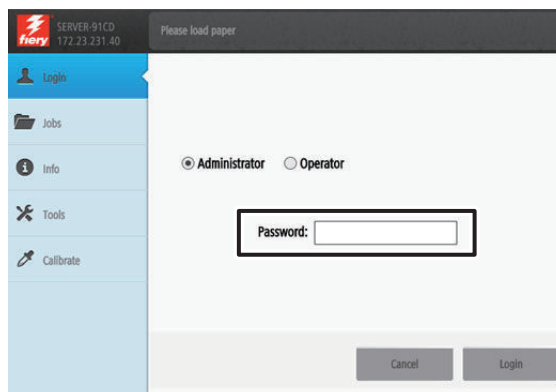 fiery
SERVER-91CD
172.23.231.40
Please load paper
Login
Jobs
Info
Tools
Calibrate
Administrator
Operator
Password:
Cancel
Login